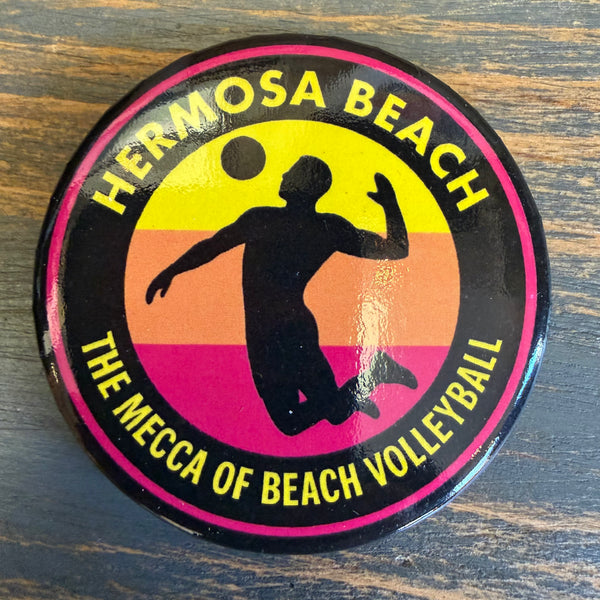 HERMOSA BEACH
THE MECCA OF BEACH VOLLEYBALL